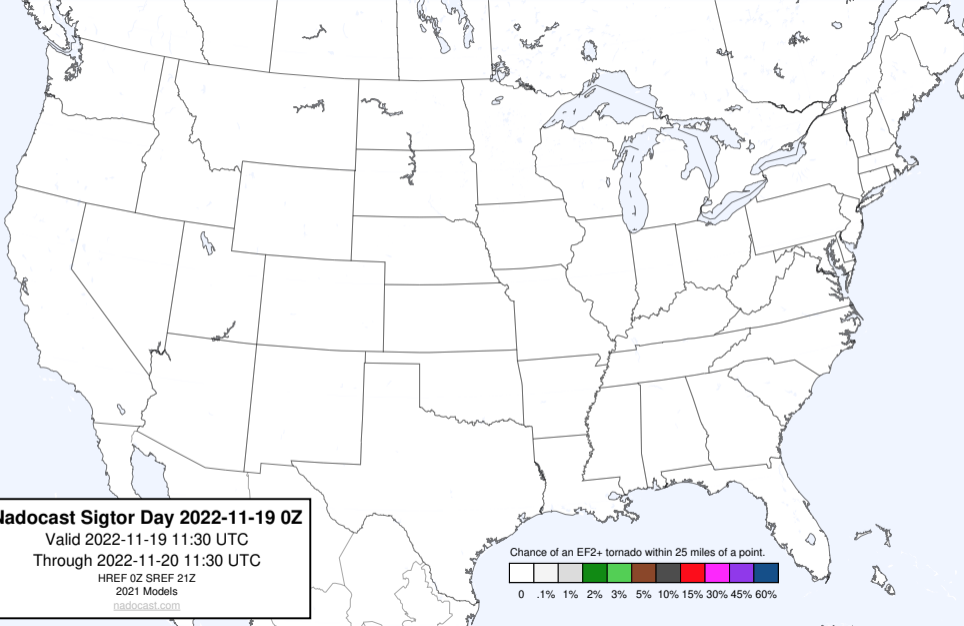 Nadocast Sigtor Day 2022-11-19 0Z
Valid 2022-11-19 11:30 UTC
Through 2022-11-20 11:30 UTC
HREF 0Z SREF 21Z
2021 Models
nadocast.com
Chance of an EF2+ tornado within 25 miles of a point.
0 .1% 1% 2% 3% 5% 10% 15% 30% 45% 60%